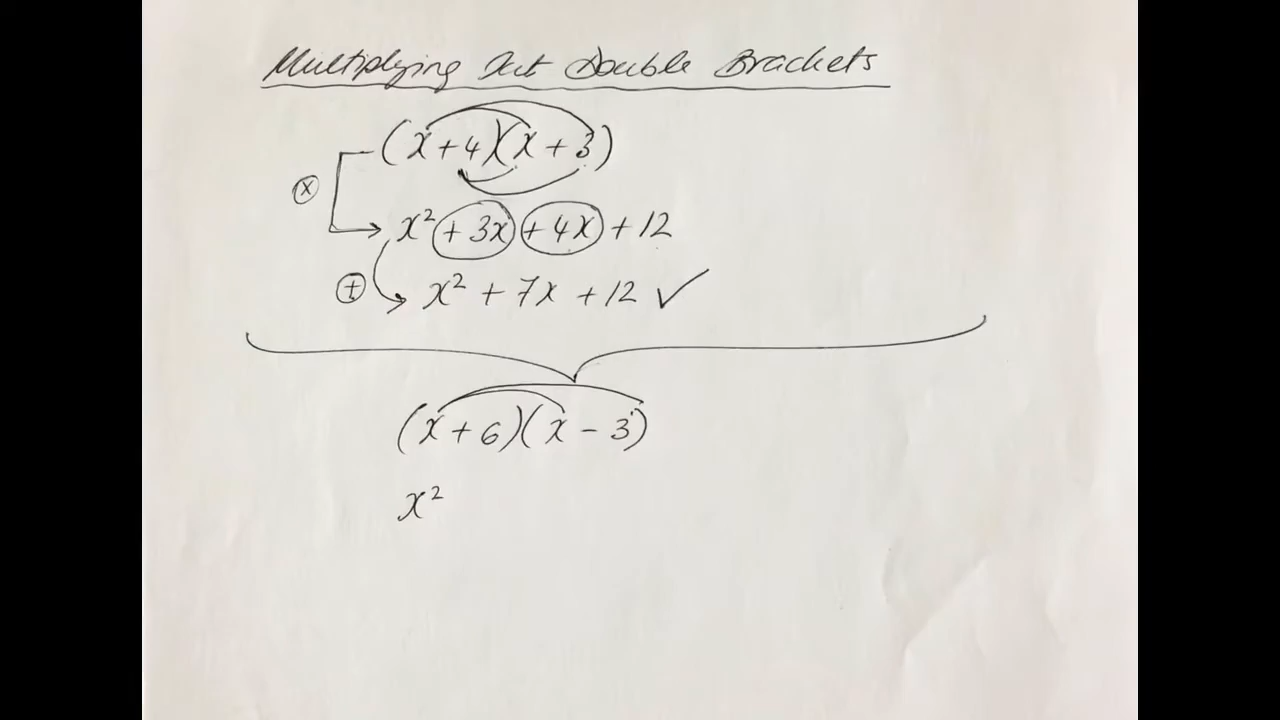 Multiplying Out Double Brackets
(x + 4)(x + 3)
ⓧ
x² + 3x + 4x + 12
⊕ x² + 7x + 12 ✓
(x + 6)(x - 3)
x²